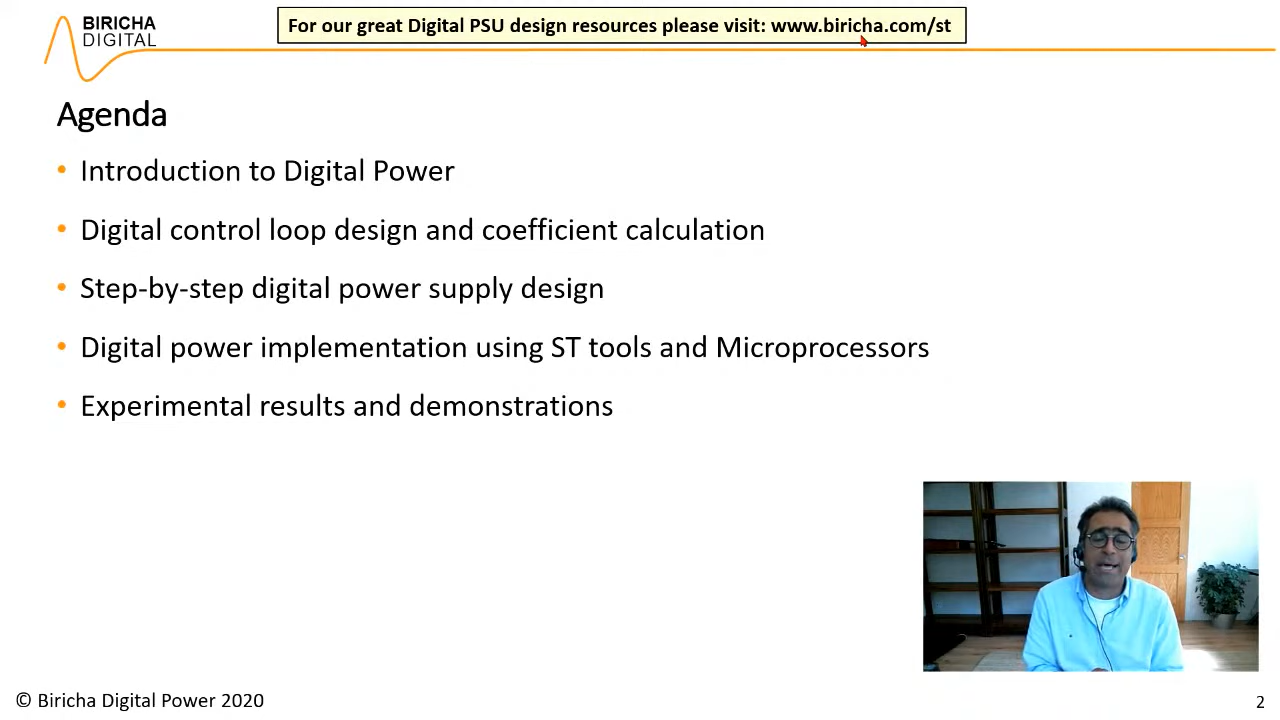 BIRICHA
DIGITAL
For our great Digital PSU design resources please visit: www.biricha.com/st
Agenda
• Introduction to Digital Power
• Digital control loop design and coefficient calculation
• Step-by-step digital power supply design
• Digital power implementation using ST tools and Microprocessors
• Experimental results and demonstrations
© Biricha Digital Power 2020
2